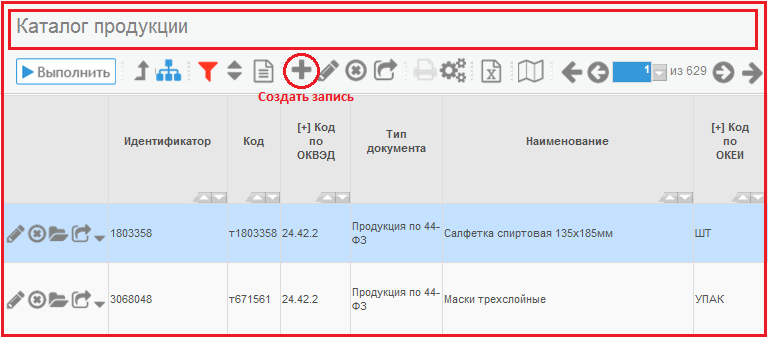 Каталог продукции
Выполнить
1 из 629
Создать запись
Идентификатор
Код
[+] Код
по
ОКВЭД
Тип
документа
Наименование
[+] Код
по
ОКЕИ
1803358 т1803358 24.42.2 Продукция по 44-
ФЗ
Салфетка спиртовая 135х185мм ШТ
3068048 т671561 24.42.2 Продукция по 44-
ФЗ
Маски трехслойные УПАК